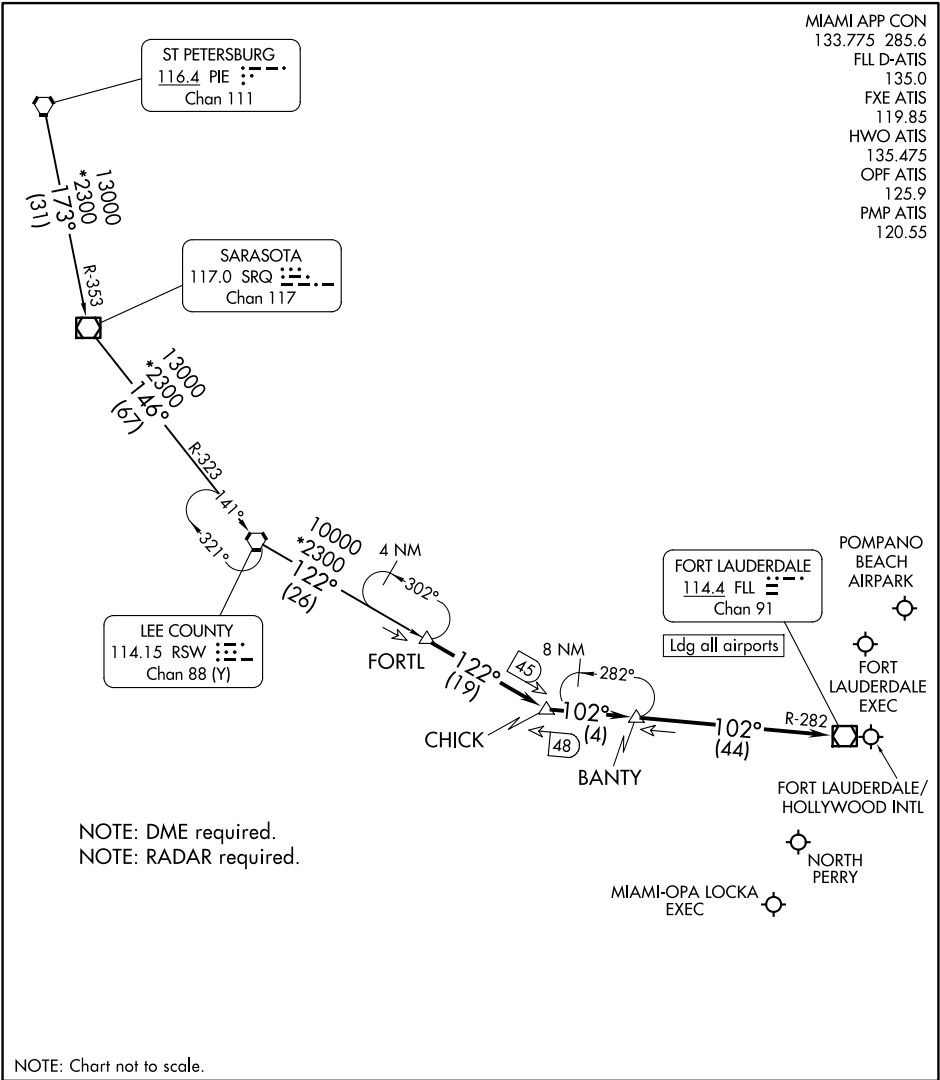 MIAMI APP CON
133.775 285.6
FLL D-ATIS
135.0
FXE ATIS
119.85
HWO ATIS
135.475
OPF ATIS
125.9
PMP ATIS
120.55
ST PETERSBURG
116.4 PIE
Chan 111
13000
*2300
173°
(31)
R-353
SARASOTA
117.0 SRQ
Chan 117
13000
*2300
146°
(67)
R-323
141°
321°
LEE COUNTY
114.15 RSW
Chan 88 (Y)
10000
*2300
122°
(26)
4 NM
302°
FORTL
122°
(19)
45
CHICK
8 NM
282°
102°
(4)
48
BANTY
102°
(44)
R-282
FORT LAUDERDALE
114.4 FLL
Chan 91
Ldg all airports
POMPANO
BEACH
AIRPARK
FORT
LAUDERDALE
EXEC
FORT LAUDERDALE/
HOLLYWOOD INTL
NORTH
PERRY
MIAMI-OPA LOCKA
EXEC
NOTE: DME required.
NOTE: RADAR required.
NOTE: Chart not to scale.